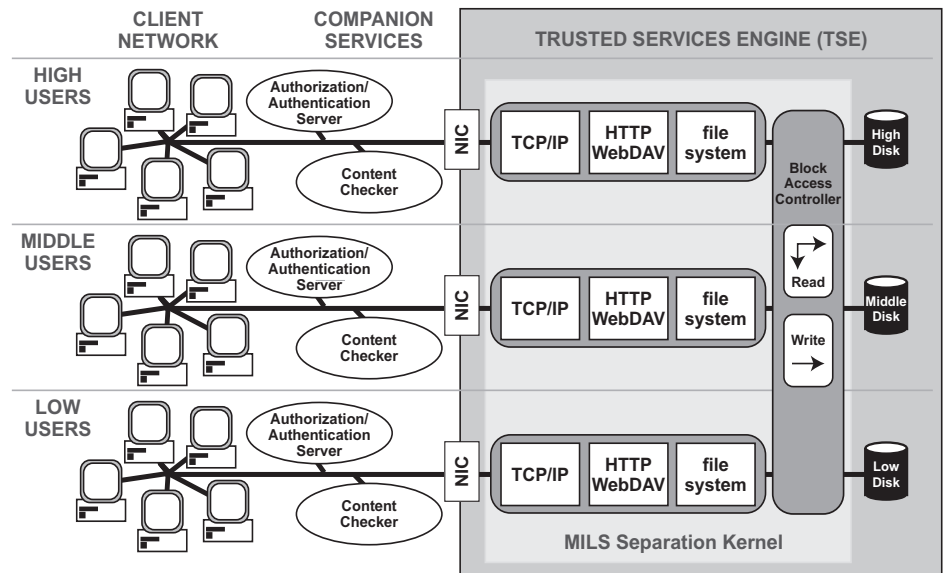 CLIENT
NETWORK
COMPANION
SERVICES
TRUSTED SERVICES ENGINE (TSE)
HIGH
USERS
Authorization/
Authentication
Server
Content
Checker
NIC
TCP/IP
HTTP
WebDAV
file
system
Block
Access
Controller
High
Disk
MIDDLE
USERS
Authorization/
Authentication
Server
Content
Checker
NIC
TCP/IP
HTTP
WebDAV
file
system
Read
Write
Middle
Disk
LOW
USERS
Authorization/
Authentication
Server
Content
Checker
NIC
TCP/IP
HTTP
WebDAV
file
system
Low
Disk
MILS Separation Kernel